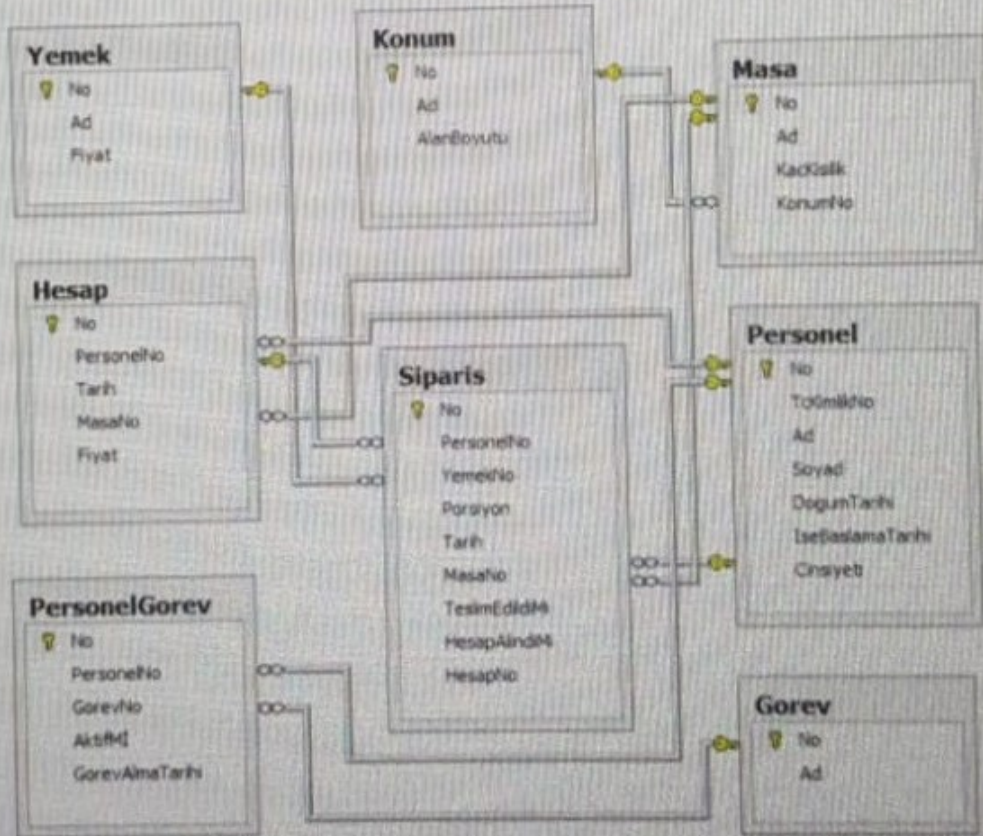 Yemek
No
Ad
Fiyat
Konum
No
Ad
AlanBoyutu
Masa
No
Ad
KacKisilik
KonumNo
Hesap
No
PersonelNo
Tarih
MasaNo
Fiyat
Siparis
No
PersonelNo
YemekNo
Porsiyon
Tarih
MasaNo
TeslimEdildiMi
HesapAlindiMi
HesapNo
Personel
No
TcKimlikNo
Ad
Soyad
DogumTarihi
IseBaslamaTarihi
Cinsiyeti
PersonelGorev
No
PersonelNo
GorevNo
AktifMI
GorevAlmaTarihi
Gorev
No
Ad